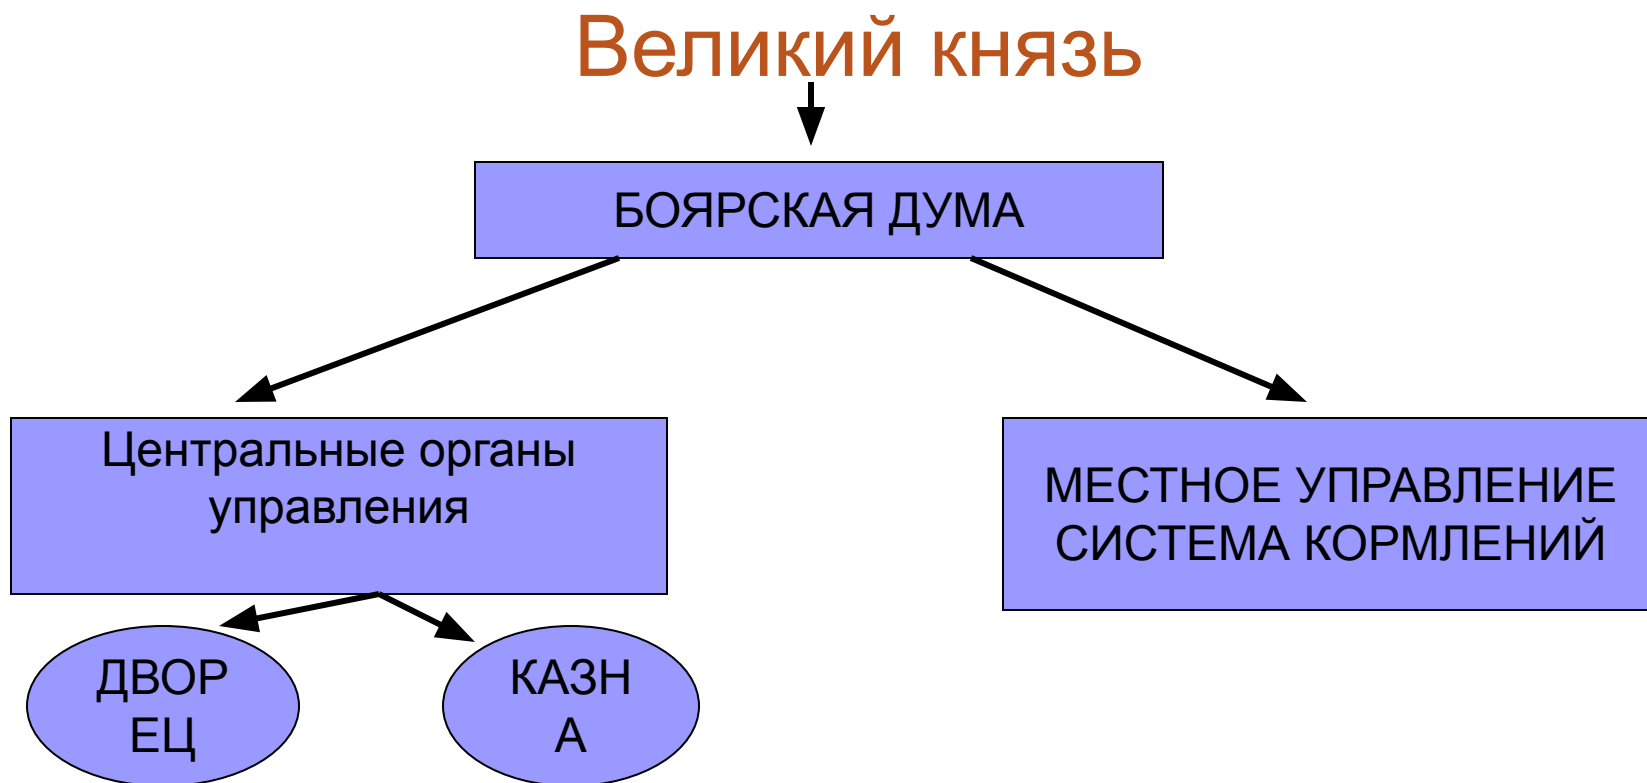 Великий князь
БОЯРСКАЯ ДУМА
Центральные органы
управления
МЕСТНОЕ УПРАВЛЕНИЕ
СИСТЕМА КОРМЛЕНИЙ
ДВОР
ЕЦ
КАЗН
А